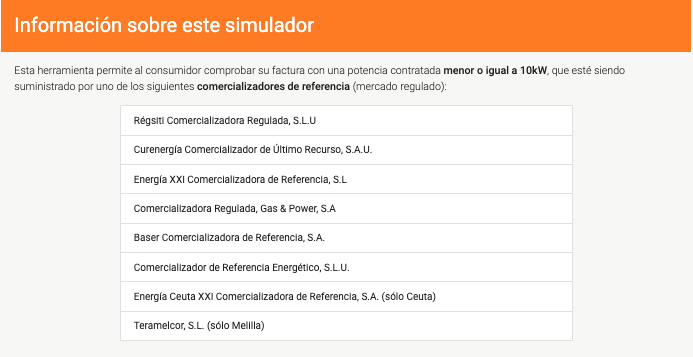 Información sobre este simulador
Esta herramienta permite al consumidor comprobar su factura con una potencia contratada menor o igual a 10kW, que esté siendo
suministrado por uno de los siguientes comercializadores de referencia (mercado regulado):
Régsiti Comercializadora Regulada, S.L.U
Curenergía Comercializador de Último Recurso, S.A.U.
Energía XXI Comercializadora de Referencia, S.L
Comercializadora Regulada, Gas & Power, S.A
Baser Comercializadora de Referencia, S.A.
Comercializador de Referencia Energético, S.L.U.
Energía Ceuta XXI Comercializadora de Referencia, S.A. (sólo Ceuta)
Teramelcor, S.L. (sólo Melilla)